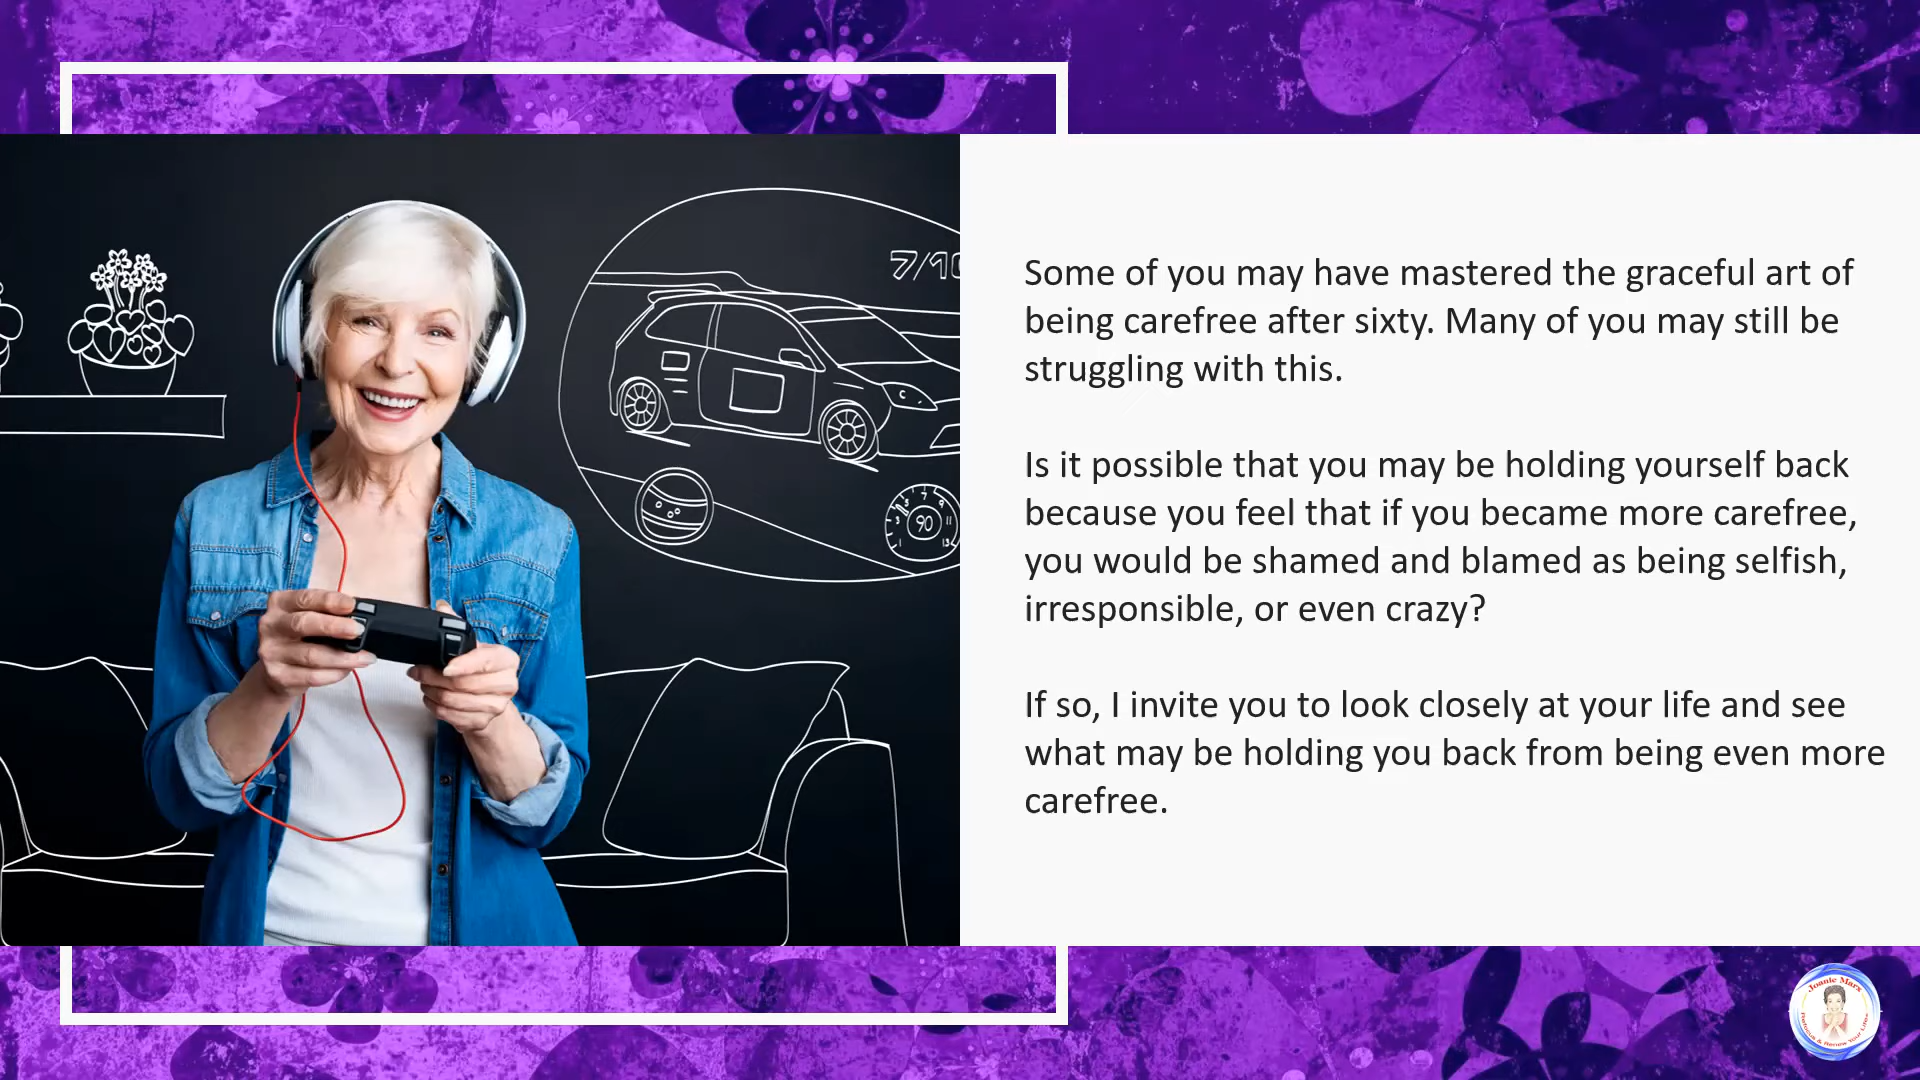 Some of you may have mastered the graceful art of
being carefree after sixty. Many of you may still be
struggling with this.
Is it possible that you may be holding yourself back
because you feel that if you became more carefree,
you would be shamed and blamed as being selfish,
irresponsible, or even crazy?
If so, I invite you to look closely at your life and see
what may be holding you back from being even more
carefree.
7/10
90
Joanie Marx